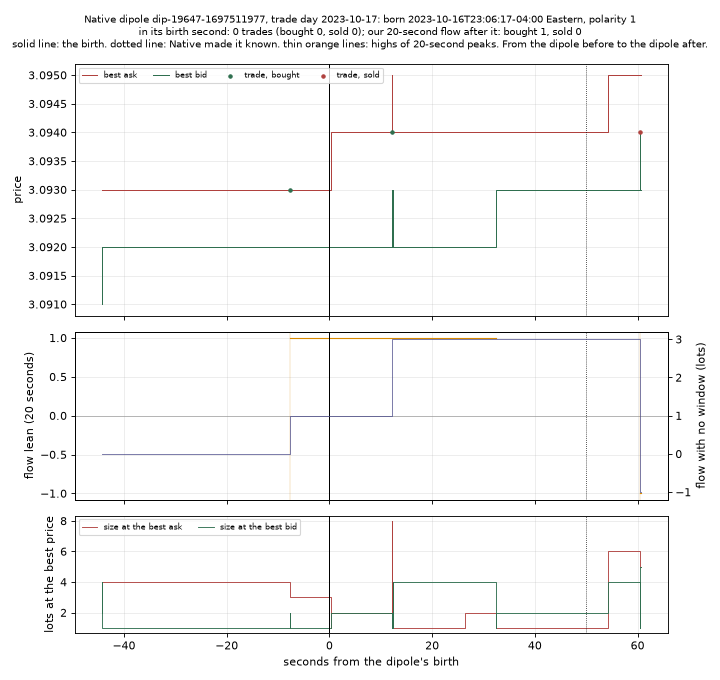 Native dipole dip-19647-1697511977, trade day 2023-10-17: born 2023-10-16T23:06:17-04:00 Eastern, polarity 1
in its birth second: 0 trades (bought 0, sold 0); our 20-second flow after it: bought 1, sold 0
solid line: the birth. dotted line: Native made it known. thin orange lines: highs of 20-second peaks. From the dipole before to the dipole after.
best ask
best bid
trade, bought
trade, sold
3.0950
3.0945
3.0940
3.0935
3.0930
3.0925
3.0920
3.0915
3.0910
price
1.0
0.5
0.0
−0.5
−1.0
flow lean (20 seconds)
3
2
1
0
−1
flow with no window (lots)
size at the best ask
size at the best bid
8
6
4
2
lots at the best price
−40
−20
0
20
40
60
seconds from the dipole's birth